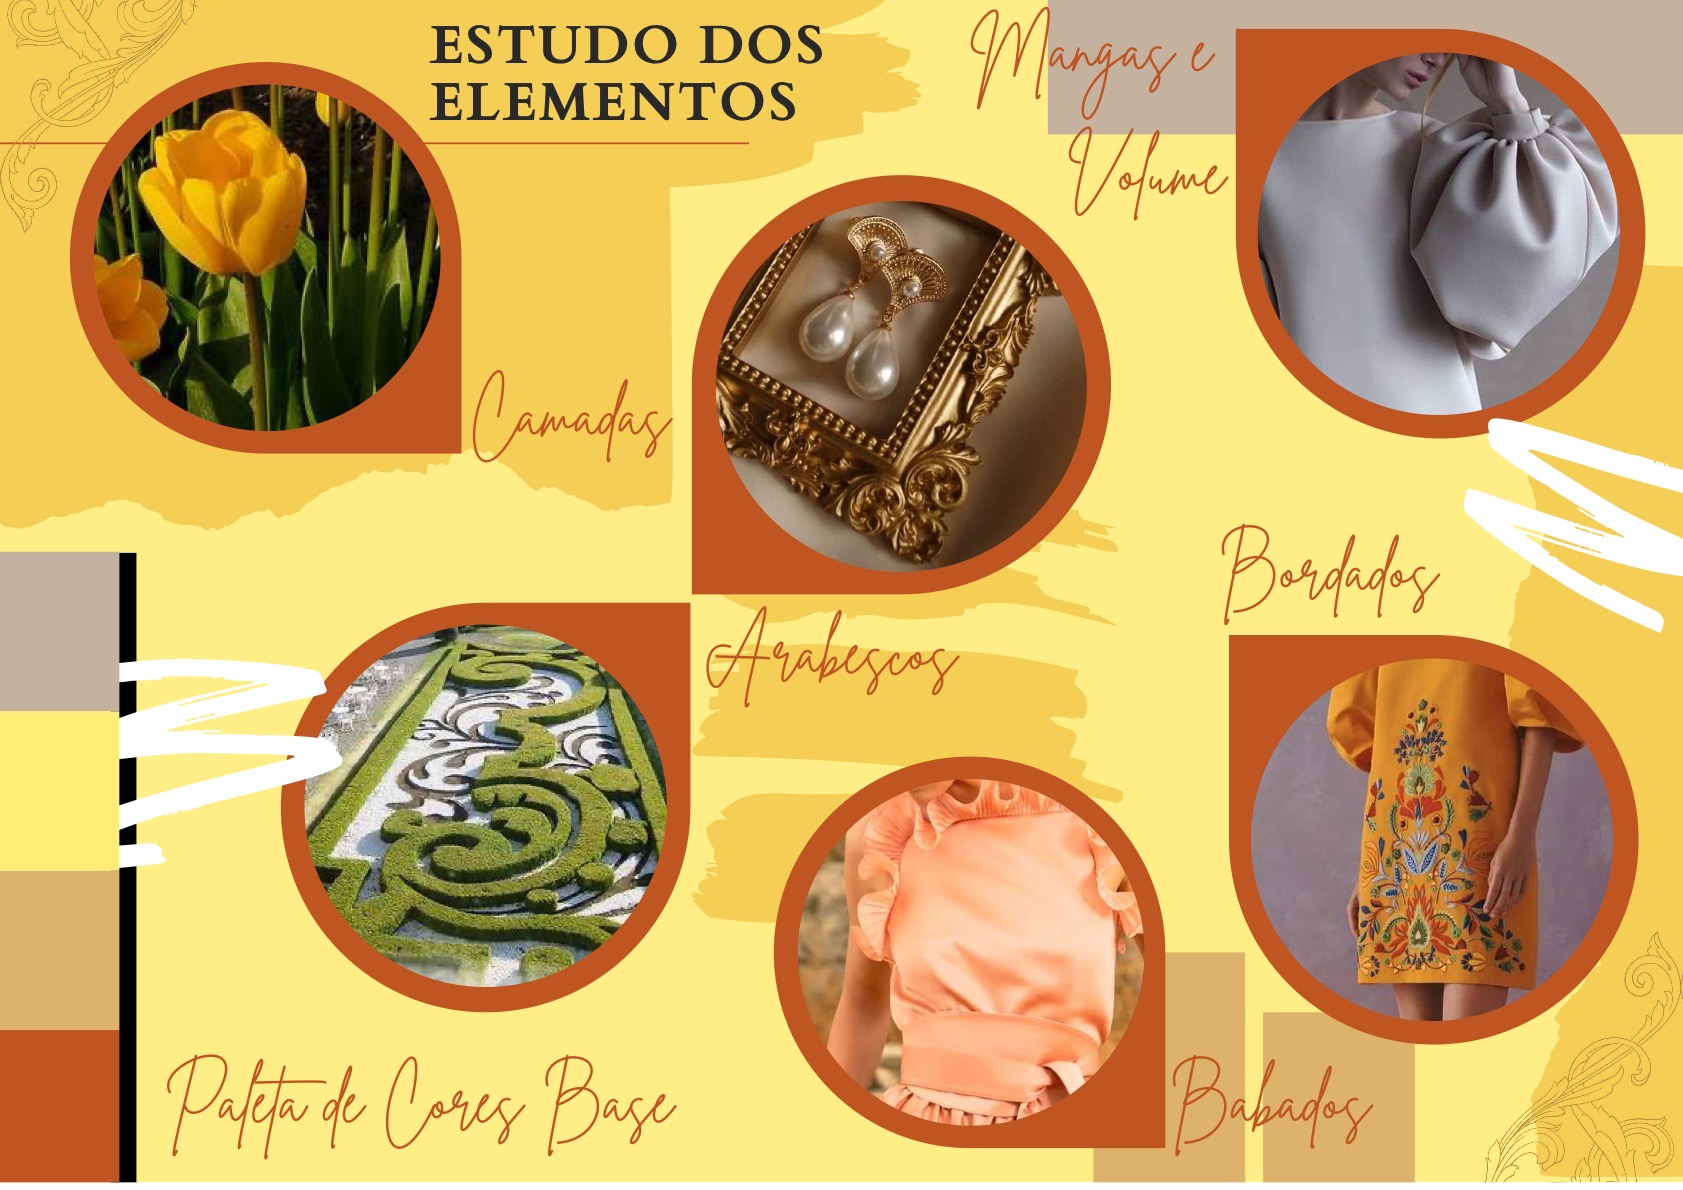 ESTUDO DOS
ELEMENTOS
Mangas e
Volume
Camadas
Bordados
Arabescos
Paleta de Cores Base
Babados